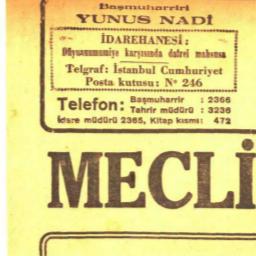 Başmuharriri
YUNUS NADİ
İDAREHANESİ:
Düyunuumumiye karşısında dairei mahsusa
Telgraf: İstanbul Cumhuriyet
Posta kutusu: Nº 246
Telefon: Başmuharrir : 2366
Tahrir müdürü : 3236
İdare müdürü 2365, Kitap kısmı: 472
MECLİ